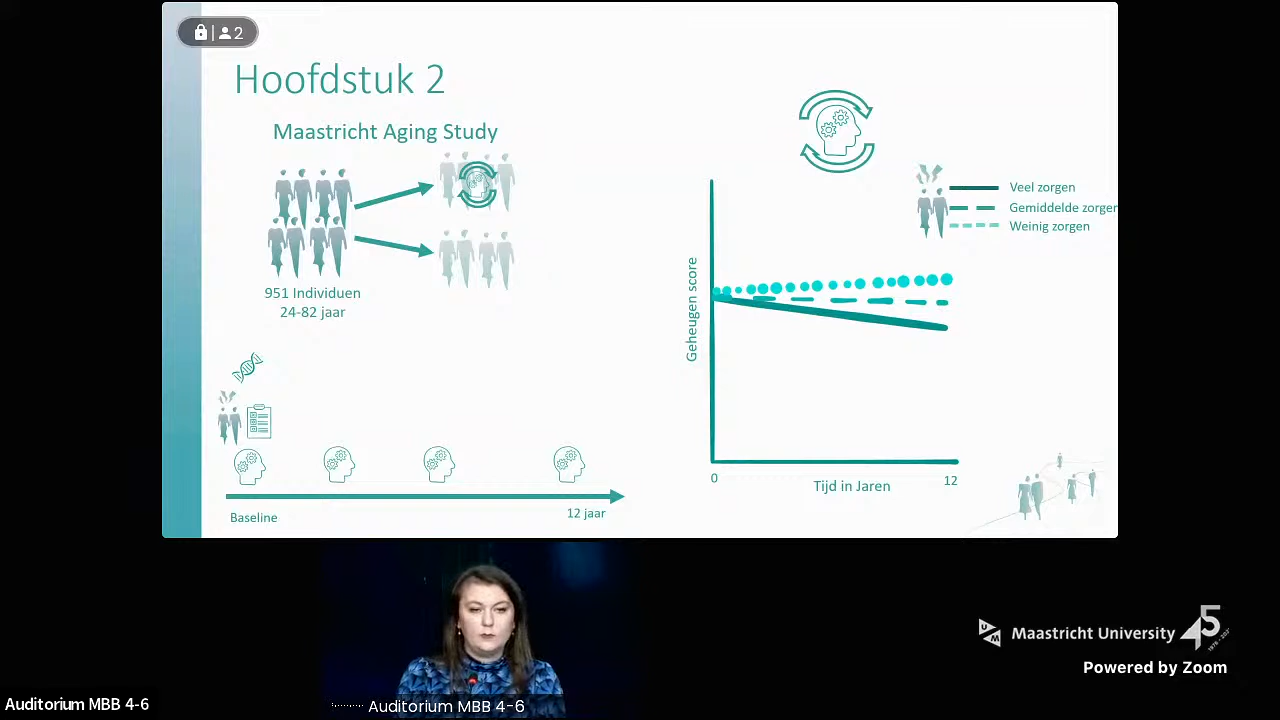 2
Hoofdstuk 2
Maastricht Aging Study
951 Individuen
24-82 jaar
Baseline
12 jaar
Veel zorgen
Gemiddelde zorgen
Weinig zorgen
Geheugen score
0
12
Tijd in Jaren
UM
Maastricht University
45
Powered by Zoom
Auditorium MBB 4-6
Auditorium MBB 4-6